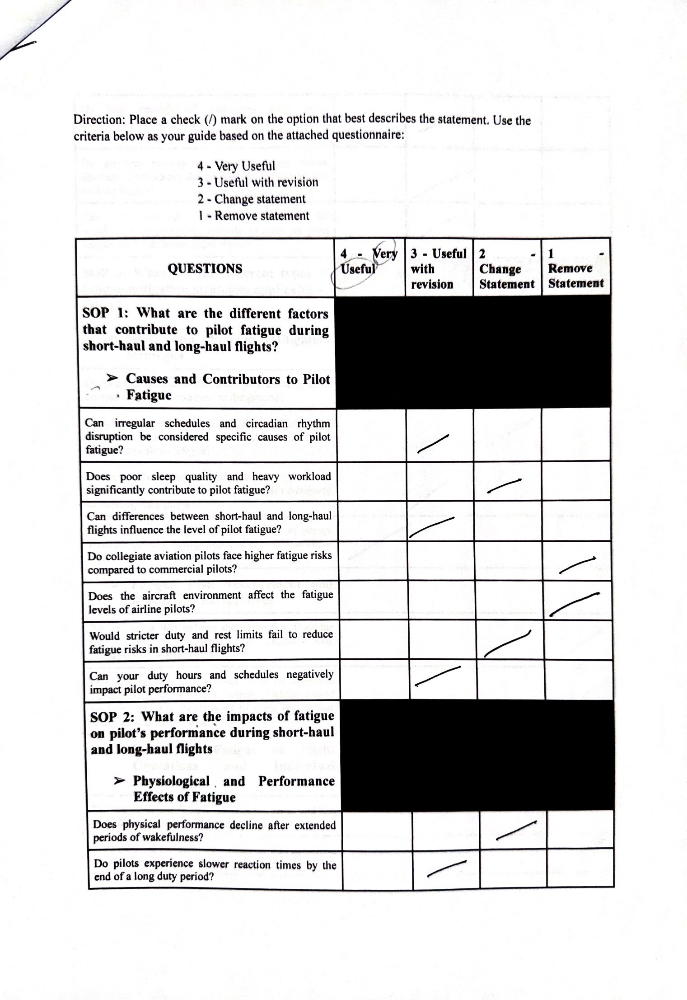 Direction: Place a check (/) mark on the option that best describes the statement. Use the
criteria below as your guide based on the attached questionnaire:
4 - Very Useful
3 - Useful with revision
2 - Change statement
1 - Remove statement
QUESTIONS
4 - Very
Useful
3 - Useful
with
revision
2 -
Change
Statement
1 -
Remove
Statement
SOP 1: What are the different factors
that contribute to pilot fatigue during
short-haul and long-haul flights?
➢ Causes and Contributors to Pilot
Fatigue
Can irregular schedules and circadian rhythm
disruption be considered specific causes of pilot
fatigue?
/
Does poor sleep quality and heavy workload
significantly contribute to pilot fatigue?
/
Can differences between short-haul and long-haul
flights influence the level of pilot fatigue?
/
Do collegiate aviation pilots face higher fatigue risks
compared to commercial pilots?
/
Does the aircraft environment affect the fatigue
levels of airline pilots?
/
Would stricter duty and rest limits fail to reduce
fatigue risks in short-haul flights?
/
Can your duty hours and schedules negatively
impact pilot performance?
/
SOP 2: What are the impacts of fatigue
on pilot's performance during short-haul
and long-haul flights
➢ Physiological and Performance
Effects of Fatigue
Does physical performance decline after extended
periods of wakefulness?
/
Do pilots experience slower reaction times by the
end of a long duty period?
/